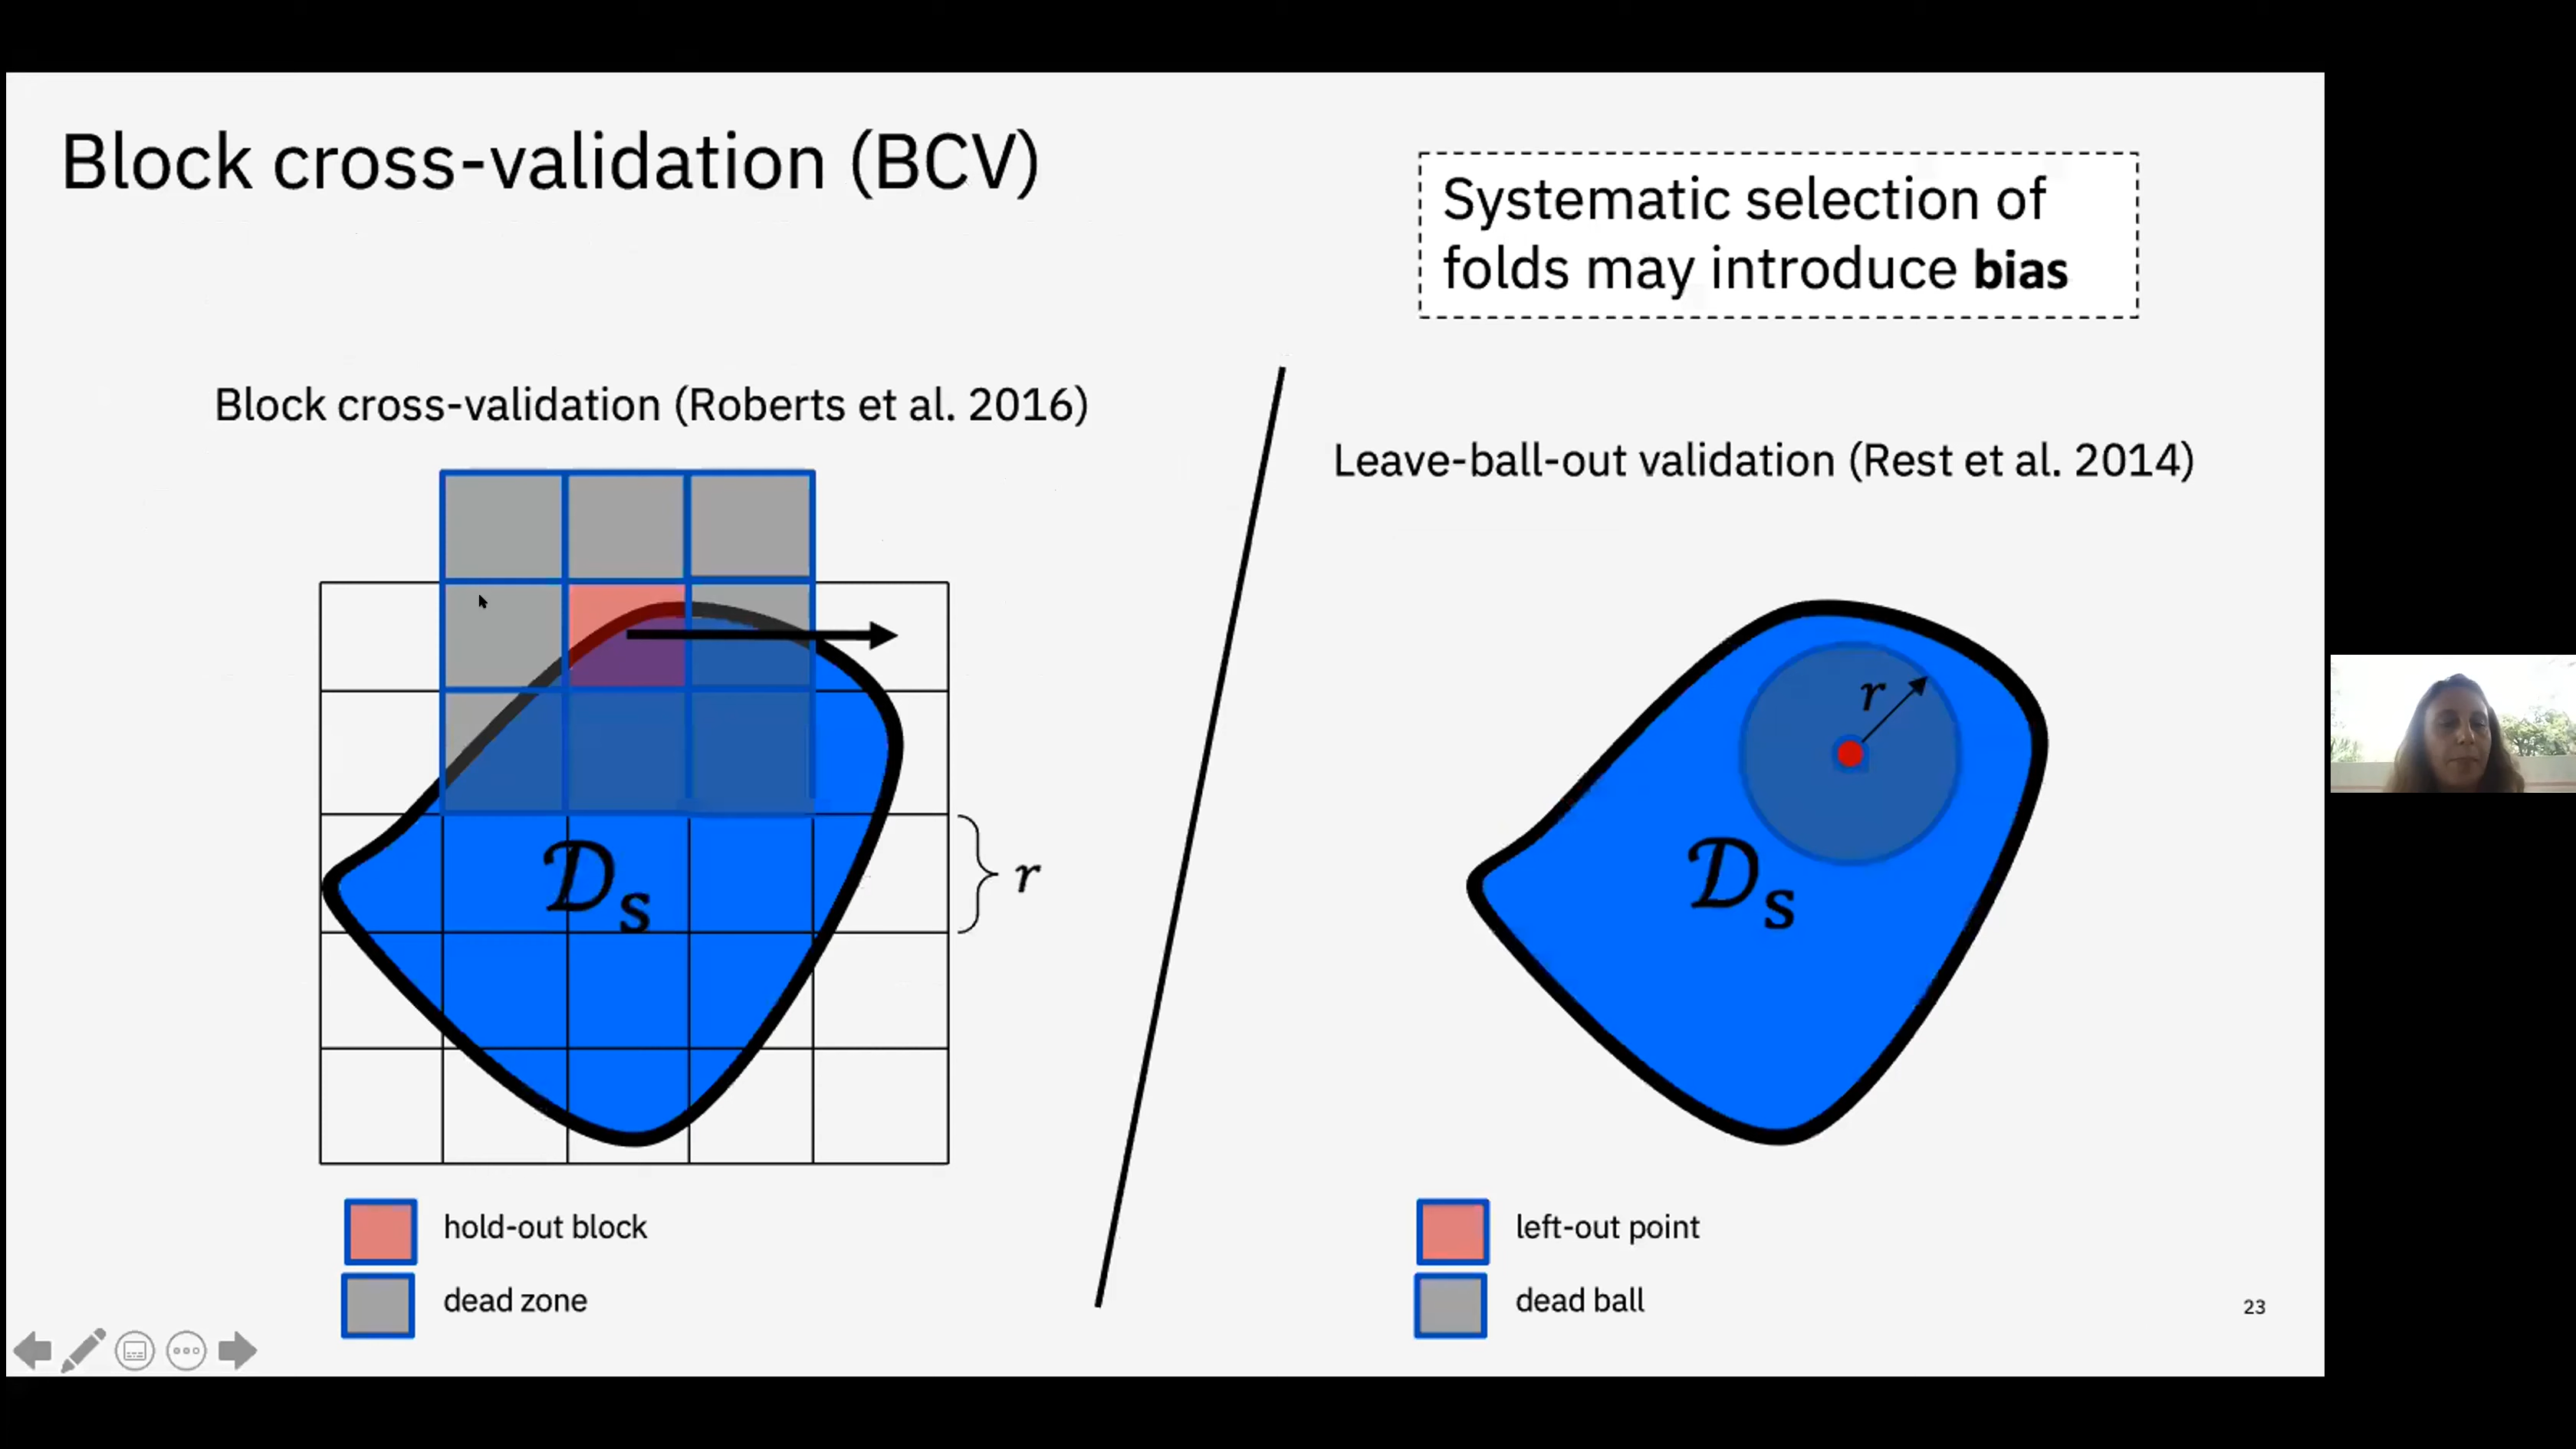 Block cross-validation (BCV)
Systematic selection of
folds may introduce bias
Block cross-validation (Roberts et al. 2016)
Leave-ball-out validation (Rest et al. 2014)
r
r
𝒟s
𝒟s
hold-out block
dead zone
left-out point
dead ball
23